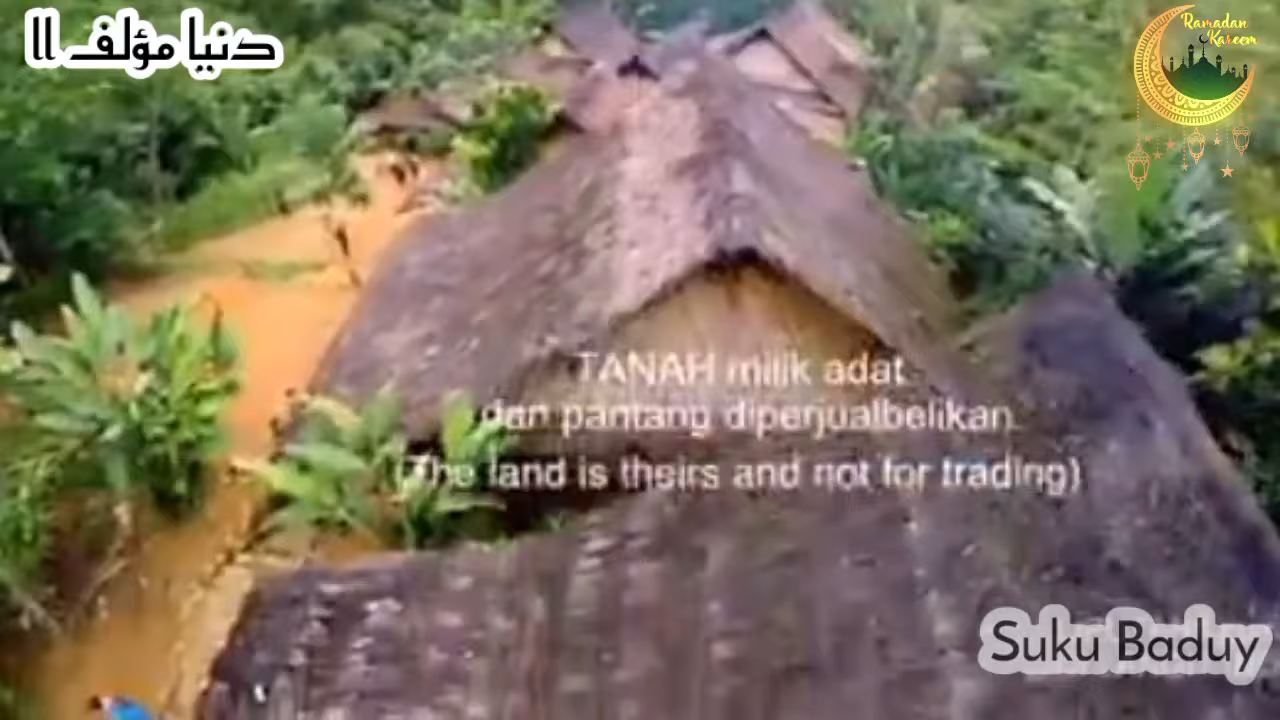 دنيا مؤلف 11
Ramadan
Kareem
TANAH milik adat
dan pantang diperjualbelikan.
(The land is theirs and not for trading)
Suku Baduy